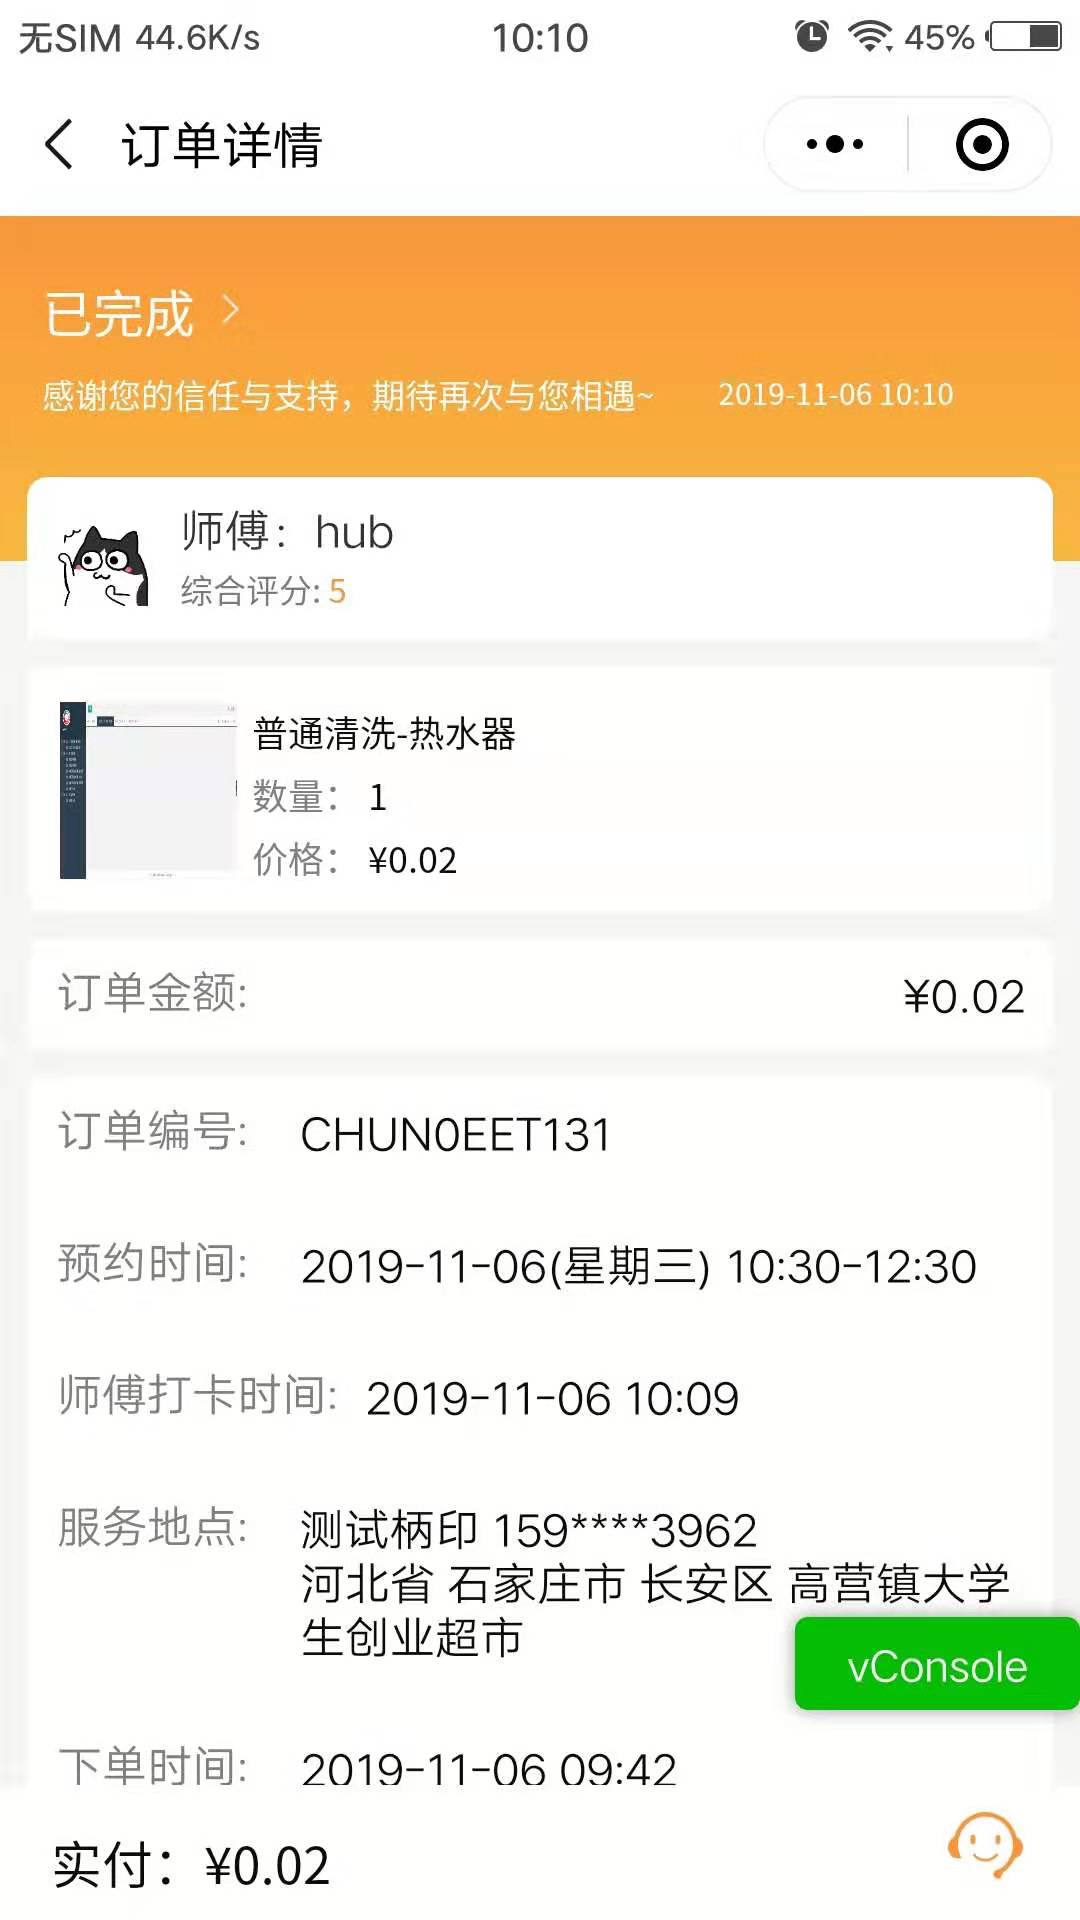 无SIM 44.6K/s 10:10 45%
订单详情
已完成
感谢您的信任与支持，期待再次与您相遇~ 2019-11-06 10:10
师傅：hub
综合评分: 5
普通清洗-热水器
数量： 1
价格： ¥0.02
订单金额: ¥0.02
订单编号: CHUN0EET131
预约时间: 2019-11-06(星期三) 10:30-12:30
师傅打卡时间: 2019-11-06 10:09
服务地点: 测试柄印 159****3962
河北省 石家庄市 长安区 高营镇大学
生创业超市
vConsole
下单时间: 2019-11-06 09:42
实付：¥0.02